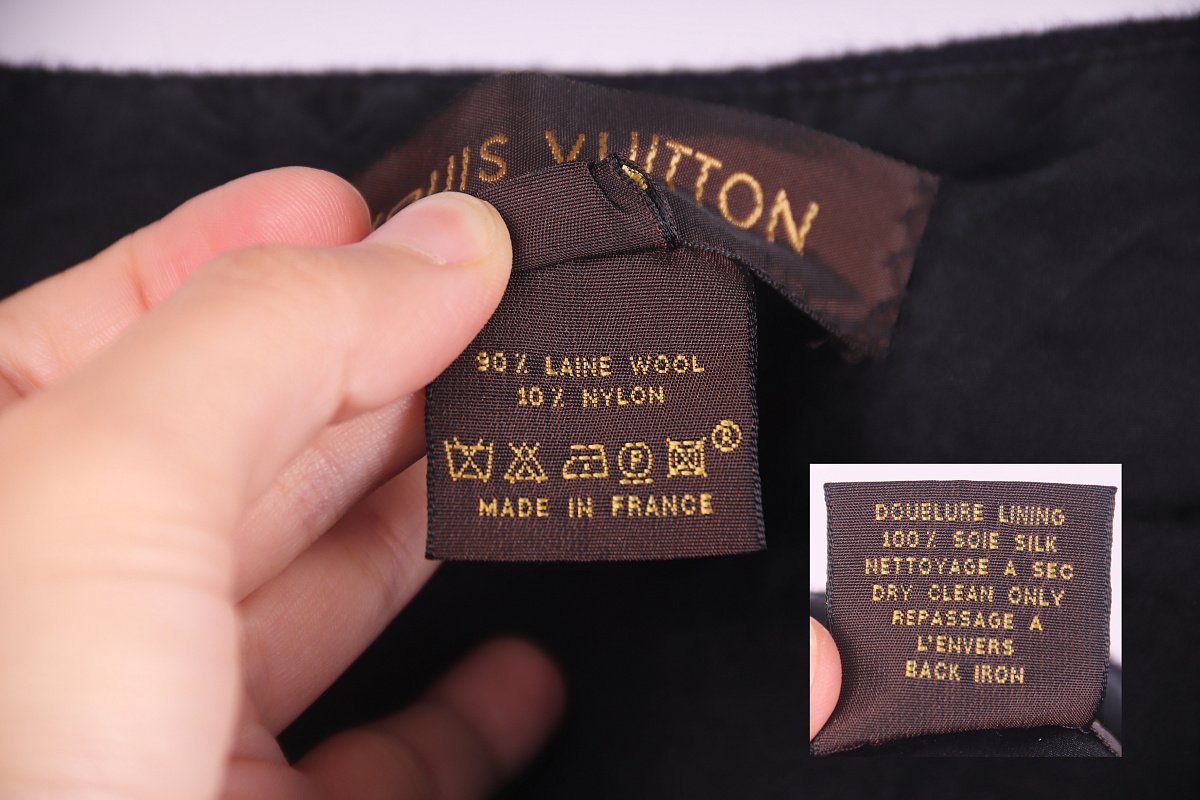 LOUIS VUITTON
90% LAINE WOOL
10% NYLON
P
®
MADE IN FRANCE
DOUBLURE LINING
100% SOIE SILK
NETTOYAGE A SEC
DRY CLEAN ONLY
REPASSAGE A
L'ENVERS
BACK IRON